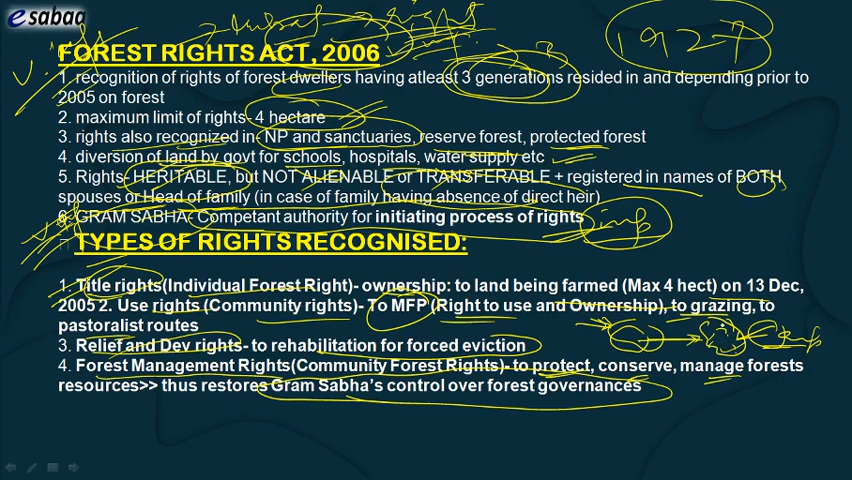 esabaq
tribal → right
imp
1927
v. imp
FOREST RIGHTS ACT, 2006
1. recognition of rights of forest dwellers having atleast 3 generations resided in and depending prior to
2005 on forest
2. maximum limit of rights- 4 hectare
3. rights also recognized in- NP and sanctuaries, reserve forest, protected forest
4. diversion of land by govt for schools, hospitals, water supply etc
5. Rights- HERITABLE, but NOT ALIENABLE or TRANSFERABLE + registered in names of BOTH
spouses or Head of family (in case of family having absence of direct heir)
6. GRAM SABHA- Competant authority for initiating process of rights
imp
TYPES OF RIGHTS RECOGNISED:
1. Title rights(Individual Forest Right)- ownership: to land being farmed (Max 4 hect) on 13 Dec,
2005 2. Use rights (Community rights)- To MFP (Right to use and Ownership), to grazing, to
pastoralist routes
3. Relief and Dev rights- to rehabilitation for forced eviction
4. Forest Management Rights(Community Forest Rights)- to protect, conserve, manage forests
resources>> thus restores Gram Sabha's control over forest governances